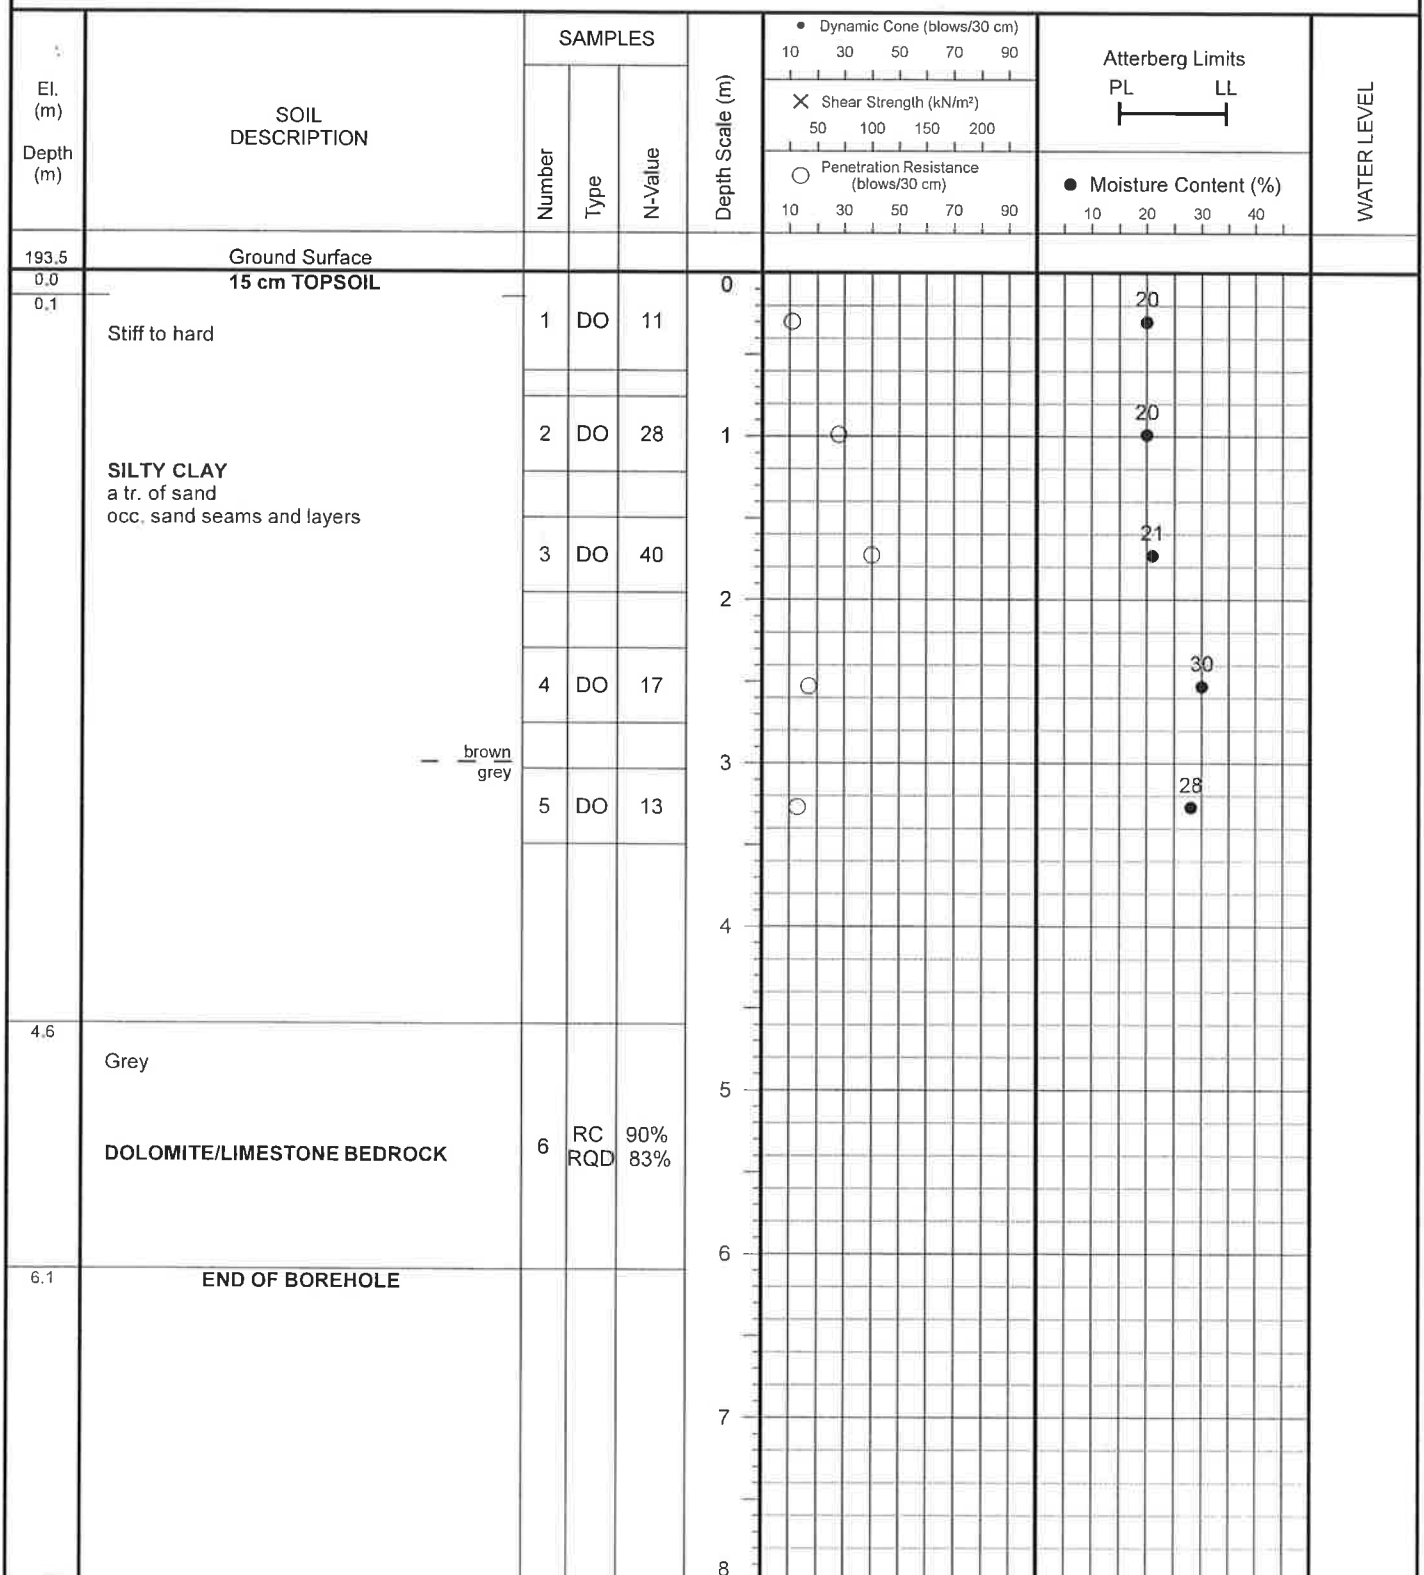 El.
(m)
Depth
(m)
SOIL
DESCRIPTION
SAMPLES
Number
Type
N-Value
Depth Scale (m)
• Dynamic Cone (blows/30 cm)
10 30 50 70 90
X Shear Strength (kN/m²)
50 100 150 200
O Penetration Resistance
(blows/30 cm)
10 30 50 70 90
Atterberg Limits
PL LL
● Moisture Content (%)
10 20 30 40
WATER LEVEL
193.5 Ground Surface
0.0 15 cm TOPSOIL 0
0.1
Stiff to hard
1 DO 11
20
2 DO 28 1
20
SILTY CLAY
a tr. of sand
occ. sand seams and layers
3 DO 40
21
2
4 DO 17
30
brown
grey
3
5 DO 13
28
4
4.6
Grey
5
DOLOMITE/LIMESTONE BEDROCK
6 RC 90%
RQD 83%
6
6.1 END OF BOREHOLE
7
8